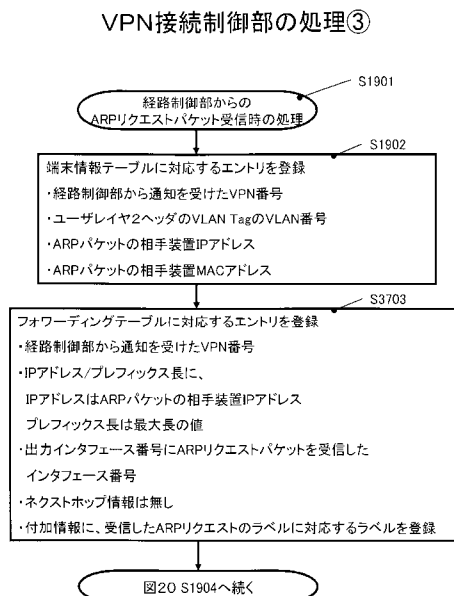 VPN接続制御部の処理③
S1901
経路制御部からの
ARPリクエストパケット受信時の処理
S1902
端末情報テーブルに対応するエントリを登録
・経路制御部から通知を受けたVPN番号
・ユーザレイヤ2ヘッダのVLAN TagのVLAN番号
・ARPパケットの相手装置IPアドレス
・ARPパケットの相手装置MACアドレス
S3703
フォワーディングテーブルに対応するエントリを登録
・経路制御部から通知を受けたVPN番号
・IPアドレス/プレフィックス長に、
IPアドレスはARPパケットの相手装置IPアドレス
プレフィックス長は最大長の値
・出力インタフェース番号にARPリクエストパケットを受信した
インタフェース番号
・ネクストホップ情報は無し
・付加情報に、受信したARPリクエストのラベルに対応するラベルを登録
図20 S1904へ続く